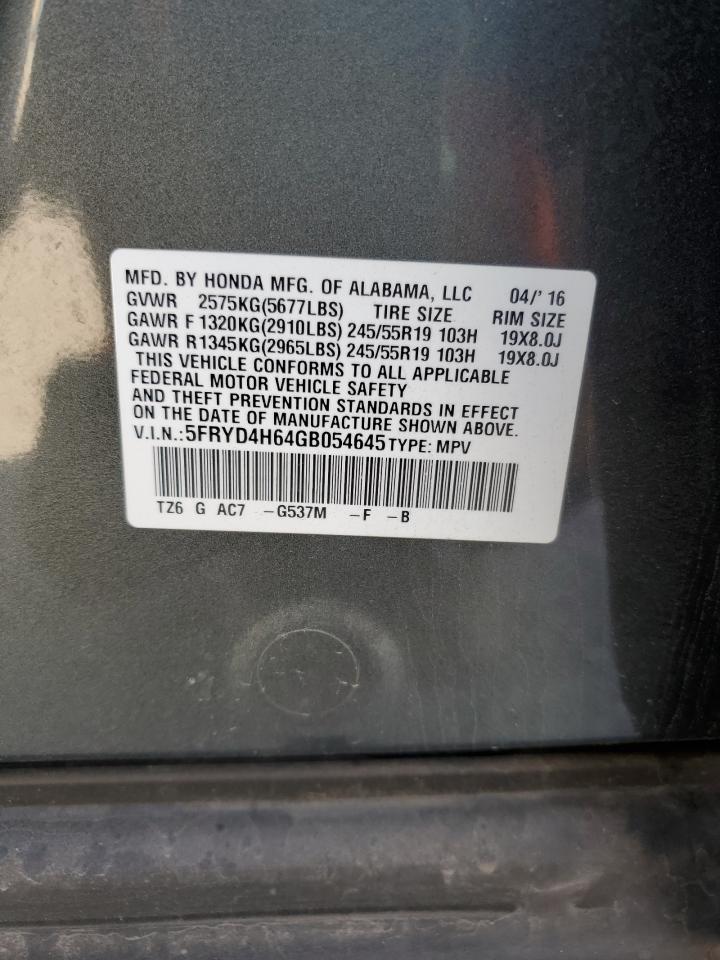 MFD. BY HONDA MFG. OF ALABAMA, LLC 04/' 16
GVWR 2575KG(5677LBS) TIRE SIZE RIM SIZE
GAWR F 1320KG(2910LBS) 245/55R19 103H 19X8.0J
GAWR R1345KG(2965LBS) 245/55R19 103H 19X8.0J
THIS VEHICLE CONFORMS TO ALL APPLICABLE
FEDERAL MOTOR VEHICLE SAFETY
AND THEFT PREVENTION STANDARDS IN EFFECT
ON THE DATE OF MANUFACTURE SHOWN ABOVE.
V.I.N.:5FRYD4H64GB054645 TYPE: MPV
TZ6 G AC7 -G537M -F -B